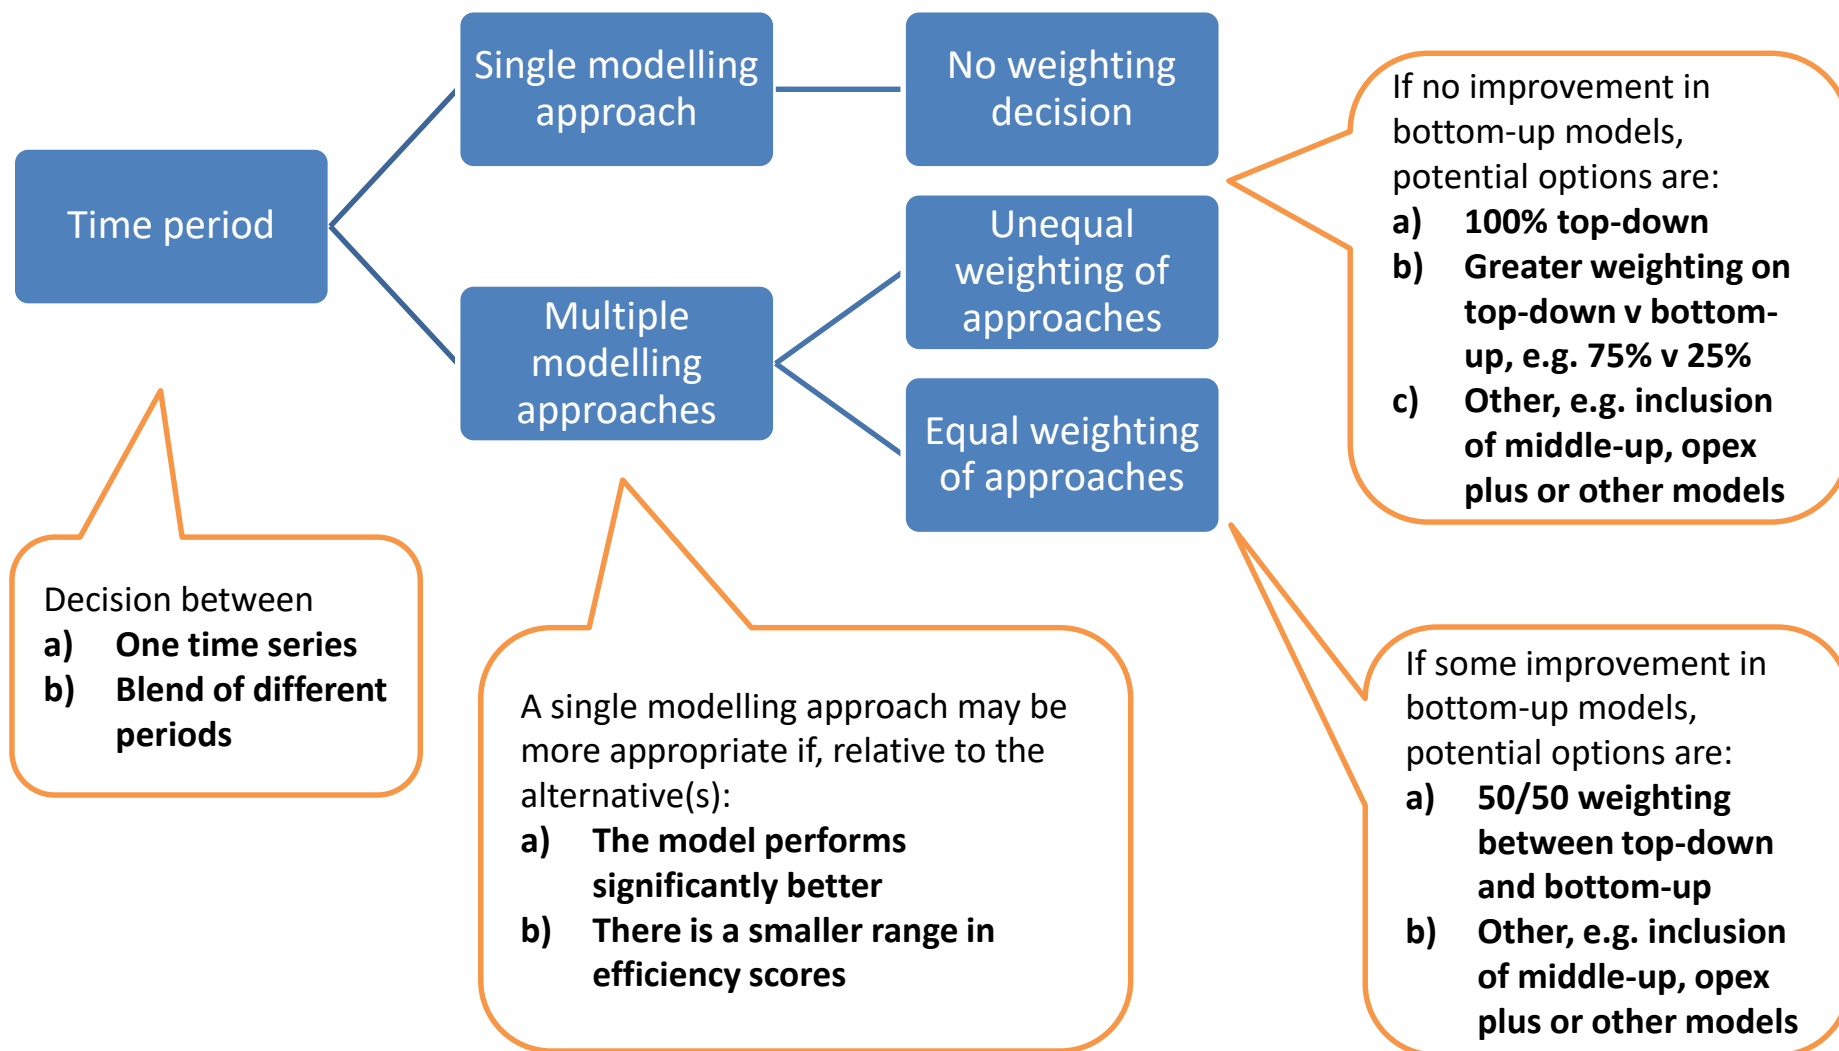 Time period
Single modelling
approach
No weighting
decision
Multiple
modelling
approaches
Unequal
weighting of
approaches
Equal weighting
of approaches
If no improvement in
bottom-up models,
potential options are:
a) 100% top-down
b) Greater weighting on
top-down v bottom-
up, e.g. 75% v 25%
c) Other, e.g. inclusion
of middle-up, opex
plus or other models
Decision between
a) One time series
b) Blend of different
periods
A single modelling approach may be
more appropriate if, relative to the
alternative(s):
a) The model performs
significantly better
b) There is a smaller range in
efficiency scores
If some improvement in
bottom-up models,
potential options are:
a) 50/50 weighting
between top-down
and bottom-up
b) Other, e.g. inclusion
of middle-up, opex
plus or other models